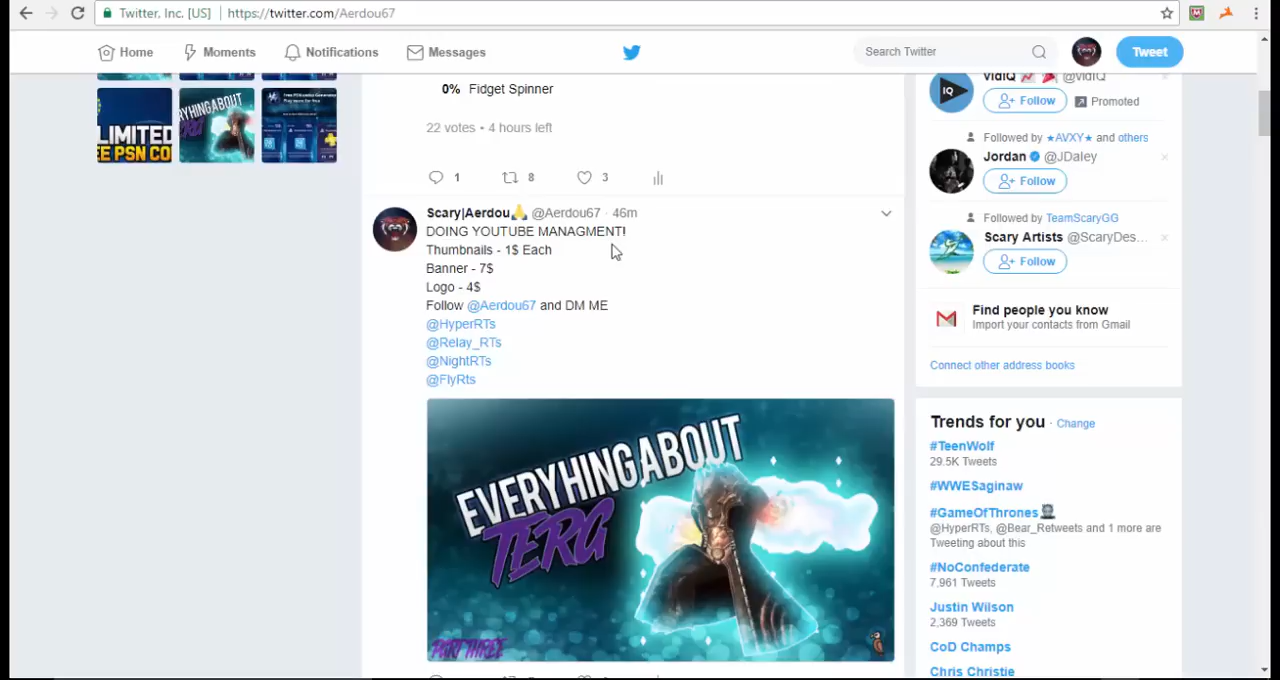 Twitter, Inc. [US]
https://twitter.com/Aerdou67
Home
Moments
Notifications
Messages
Search Twitter
Tweet
LIMITED
EE PSN CO
RYTHINGABOUT
0% Fidget Spinner
22 votes • 4 hours left
1
8
3
Scary|Aerdou🙏 @Aerdou67 · 46m
DOING YOUTUBE MANAGMENT!
Thumbnails - 1$ Each
Banner - 7$
Logo - 4$
Follow @Aerdou67 and DM ME
@HyperRTs
@Relay_RTs
@NightRTs
@FlyRts
EVERYHINGABOUT
TERG
PART THREE
IQ
vidIQ @vidIQ
Follow
Promoted
Followed by ★AVXY★ and others
Jordan @JDaley
Follow
Followed by TeamScaryGG
Scary Artists @ScaryDes...
Follow
Find people you know
Import your contacts from Gmail
Connect other address books
Trends for you · Change
#TeenWolf
29.5K Tweets
#WWESaginaw
#GameOfThrones
@HyperRTs, @Bear_Retweets and 1 more are
Tweeting about this
#NoConfederate
7,961 Tweets
Justin Wilson
2,369 Tweets
CoD Champs
Chris Christie